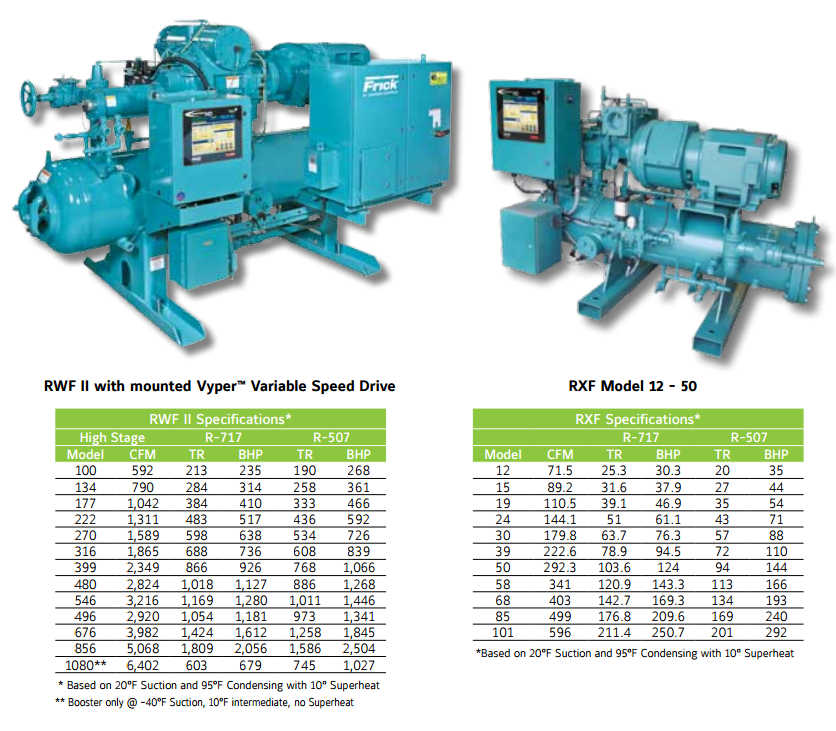 Frick
RWF II with mounted Vyper™ Variable Speed Drive
RWF II Specifications*
High Stage R-717 R-507
Model CFM TR BHP TR BHP
100 592 213 235 190 268
134 790 284 314 258 361
177 1,042 384 410 333 466
222 1,311 483 517 436 592
270 1,589 598 638 534 726
316 1,865 688 736 608 839
399 2,349 866 926 768 1,066
480 2,824 1,018 1,127 886 1,268
546 3,216 1,169 1,280 1,011 1,446
496 2,920 1,054 1,181 973 1,341
676 3,982 1,424 1,612 1,258 1,845
856 5,068 1,809 2,056 1,586 2,504
1080** 6,402 603 679 745 1,027
* Based on 20°F Suction and 95°F Condensing with 10° Superheat
** Booster only @ -40°F Suction, 10°F intermediate, no Superheat
RXF Model 12 - 50
RXF Specifications*
R-717 R-507
Model CFM TR BHP TR BHP
12 71.5 25.3 30.3 20 35
15 89.2 31.6 37.9 27 44
19 110.5 39.1 46.9 35 54
24 144.1 51 61.1 43 71
30 179.8 63.7 76.3 57 88
39 222.6 78.9 94.5 72 110
50 292.3 103.6 124 94 144
58 341 120.9 143.3 113 166
68 403 142.7 169.3 134 193
85 499 176.8 209.6 169 240
101 596 211.4 250.7 201 292
*Based on 20°F Suction and 95°F Condensing with 10° Superheat